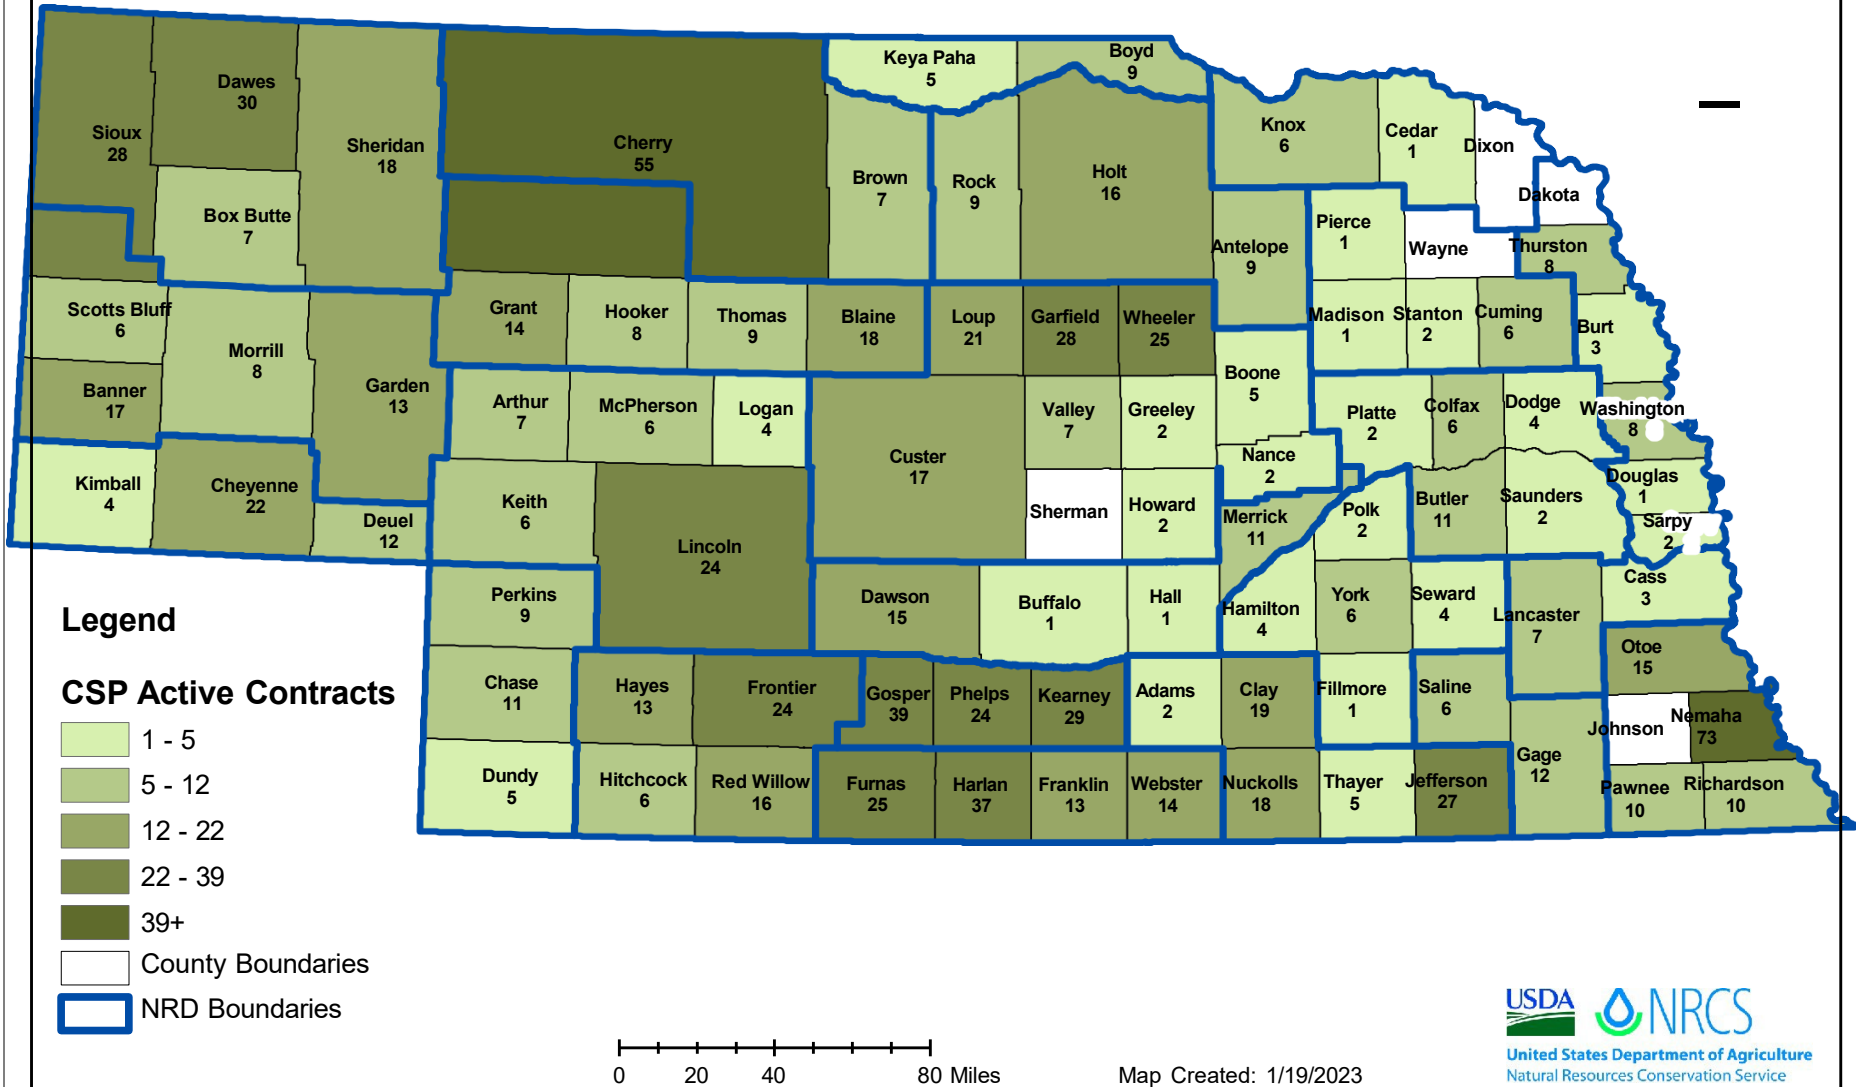 Keya Paha
5
Boyd
9
Dawes
30
Sioux
28
Sheridan
18
Cherry
55
Knox
6
Cedar
1
Dixon
Brown
7
Rock
9
Holt
16
Dakota
Box Butte
7
Antelope
9
Pierce
1
Wayne
Thurston
8
Scotts Bluff
6
Grant
14
Hooker
8
Thomas
9
Blaine
18
Loup
21
Garfield
28
Wheeler
25
Madison
1
Stanton
2
Cuming
6
Burt
3
Morrill
8
Banner
17
Garden
13
Arthur
7
McPherson
6
Logan
4
Valley
7
Greeley
2
Boone
5
Platte
2
Colfax
6
Dodge
4
Washington
8
Custer
17
Nance
2
Kimball
4
Cheyenne
22
Deuel
12
Keith
6
Lincoln
24
Sherman
Howard
2
Merrick
11
Polk
2
Butler
11
Saunders
2
Douglas
1
Sarpy
2
Perkins
9
Dawson
15
Buffalo
1
Hall
1
Hamilton
4
York
6
Seward
4
Lancaster
7
Cass
3
Otoe
15
Chase
11
Hayes
13
Frontier
24
Gosper
39
Phelps
24
Kearney
29
Adams
2
Clay
19
Fillmore
1
Saline
6
Johnson
Nemaha
73
Dundy
5
Hitchcock
6
Red Willow
16
Furnas
25
Harlan
37
Franklin
13
Webster
14
Nuckolls
18
Thayer
5
Jefferson
27
Gage
12
Pawnee
10
Richardson
10
Legend
CSP Active Contracts
1 - 5
5 - 12
12 - 22
22 - 39
39+
County Boundaries
NRD Boundaries
0 20 40 80 Miles
Map Created: 1/19/2023
USDA NRCS
United States Department of Agriculture
Natural Resources Conservation Service